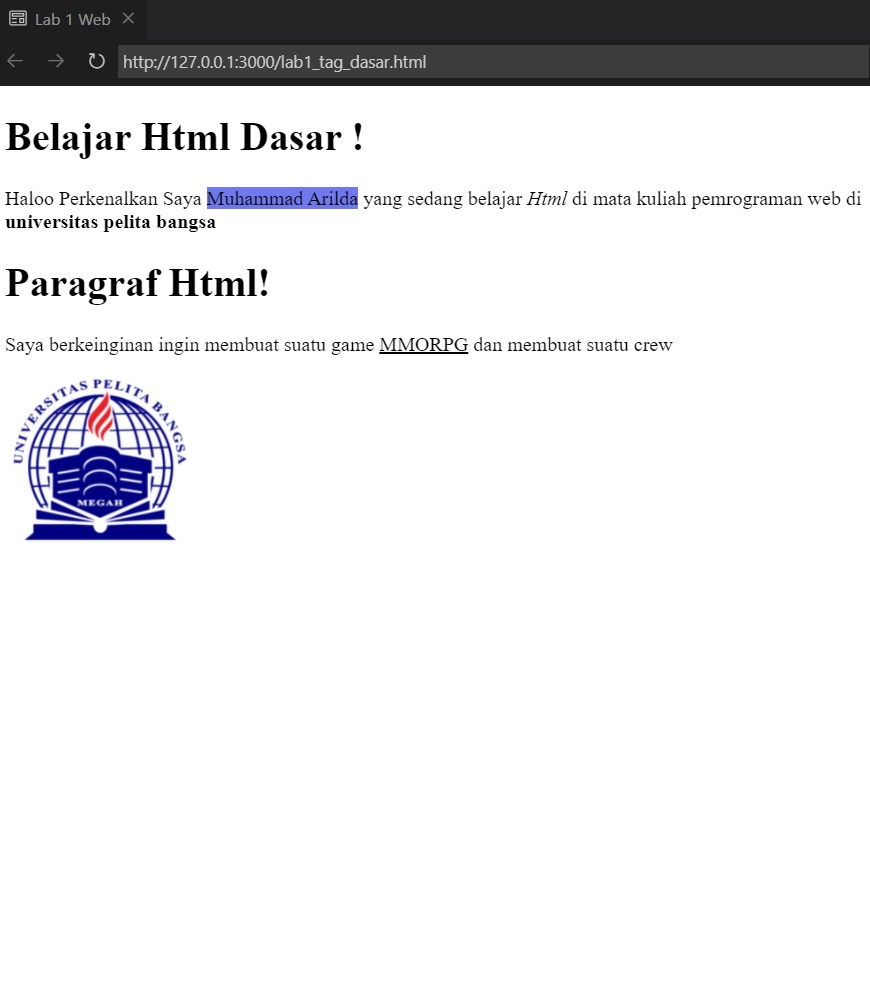 Lab 1 Web
http://127.0.0.1:3000/lab1_tag_dasar.html
Belajar Html Dasar !
Haloo Perkenalkan Saya Muhammad Arilda yang sedang belajar Html di mata kuliah pemrograman web di
universitas pelita bangsa
Paragraf Html!
Saya berkeinginan ingin membuat suatu game MMORPG dan membuat suatu crew
UNIVERSITAS PELITA BANGSA
MEGAH